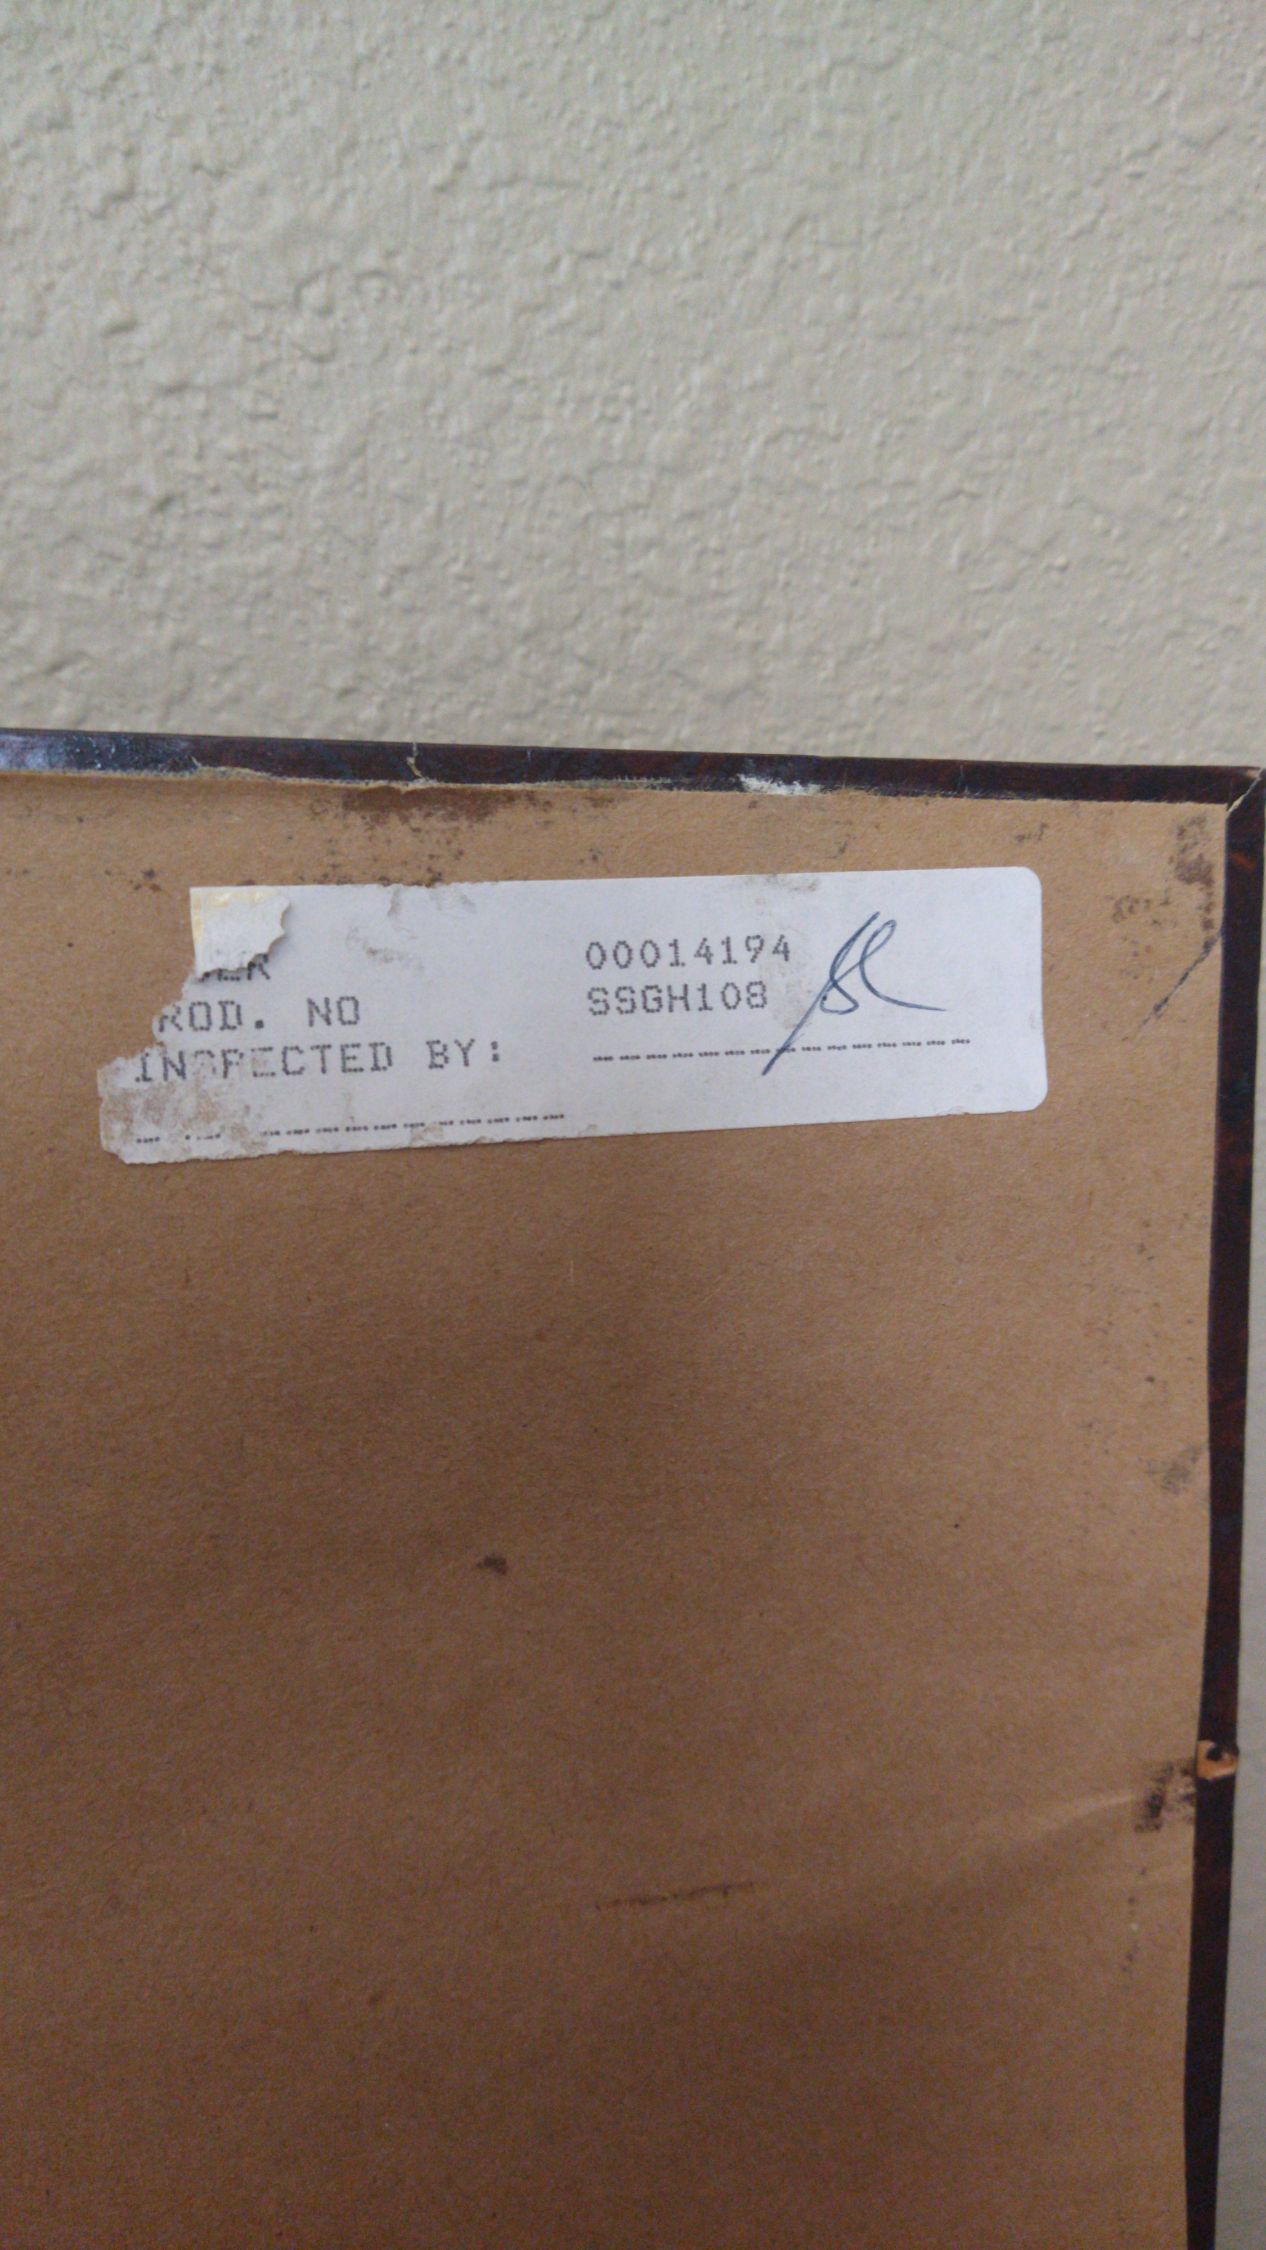 00014194
ROD. NO SSGH108
INSPECTED BY: